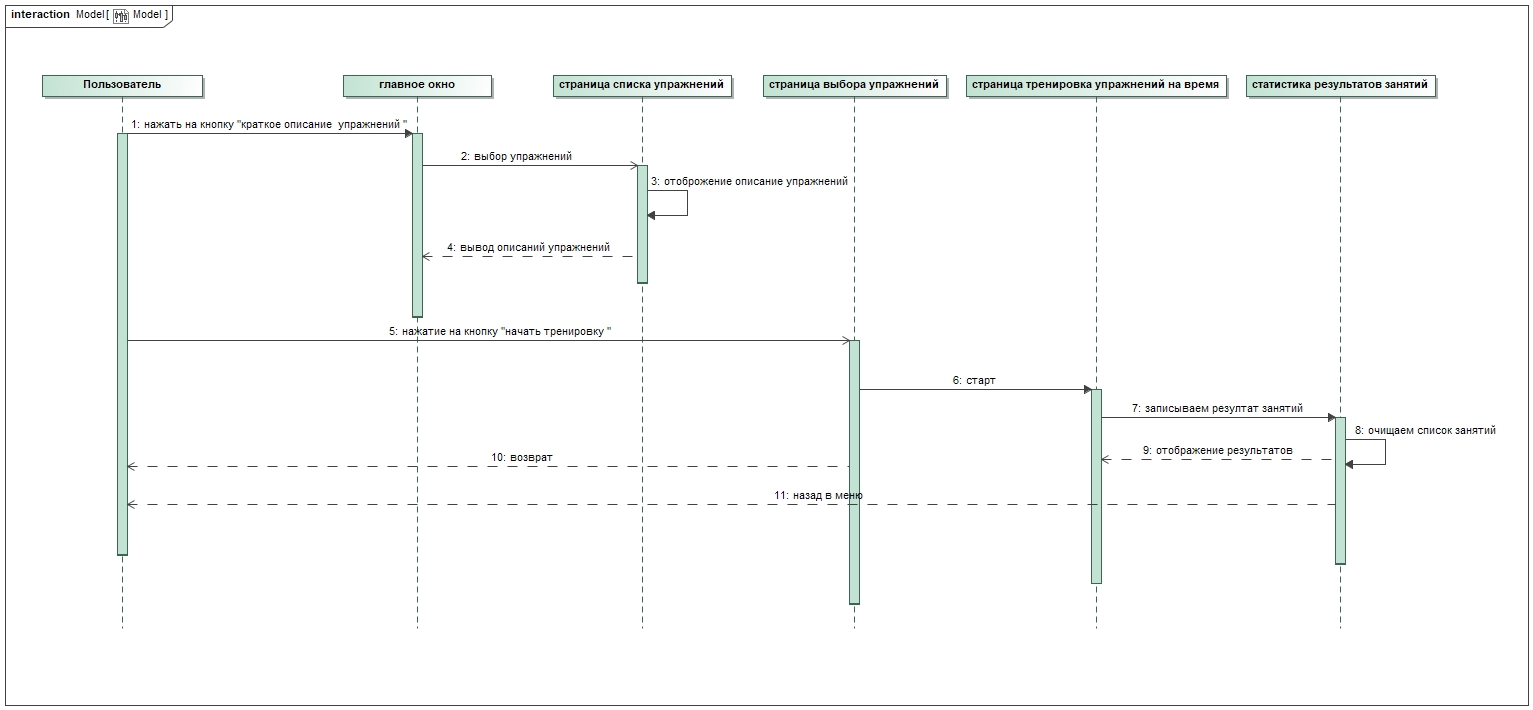 interaction Model[ Model ]
Пользователь
главное окно
страница списка упражнений
страница выбора упражнений
страница тренировка упражнений на время
статистика результатов занятий
1: нажать на кнопку "краткое описание  упражнений "
2: выбор упражнений
3: отоброжение описание упражнений
4: вывод описаний упражнений
5: нажатие на кнопку "начать тренировку "
6: старт
7: записываем резултат занятий
8: очищаем список занятий
9: отображение результатов
10: возврат
11: назад в меню